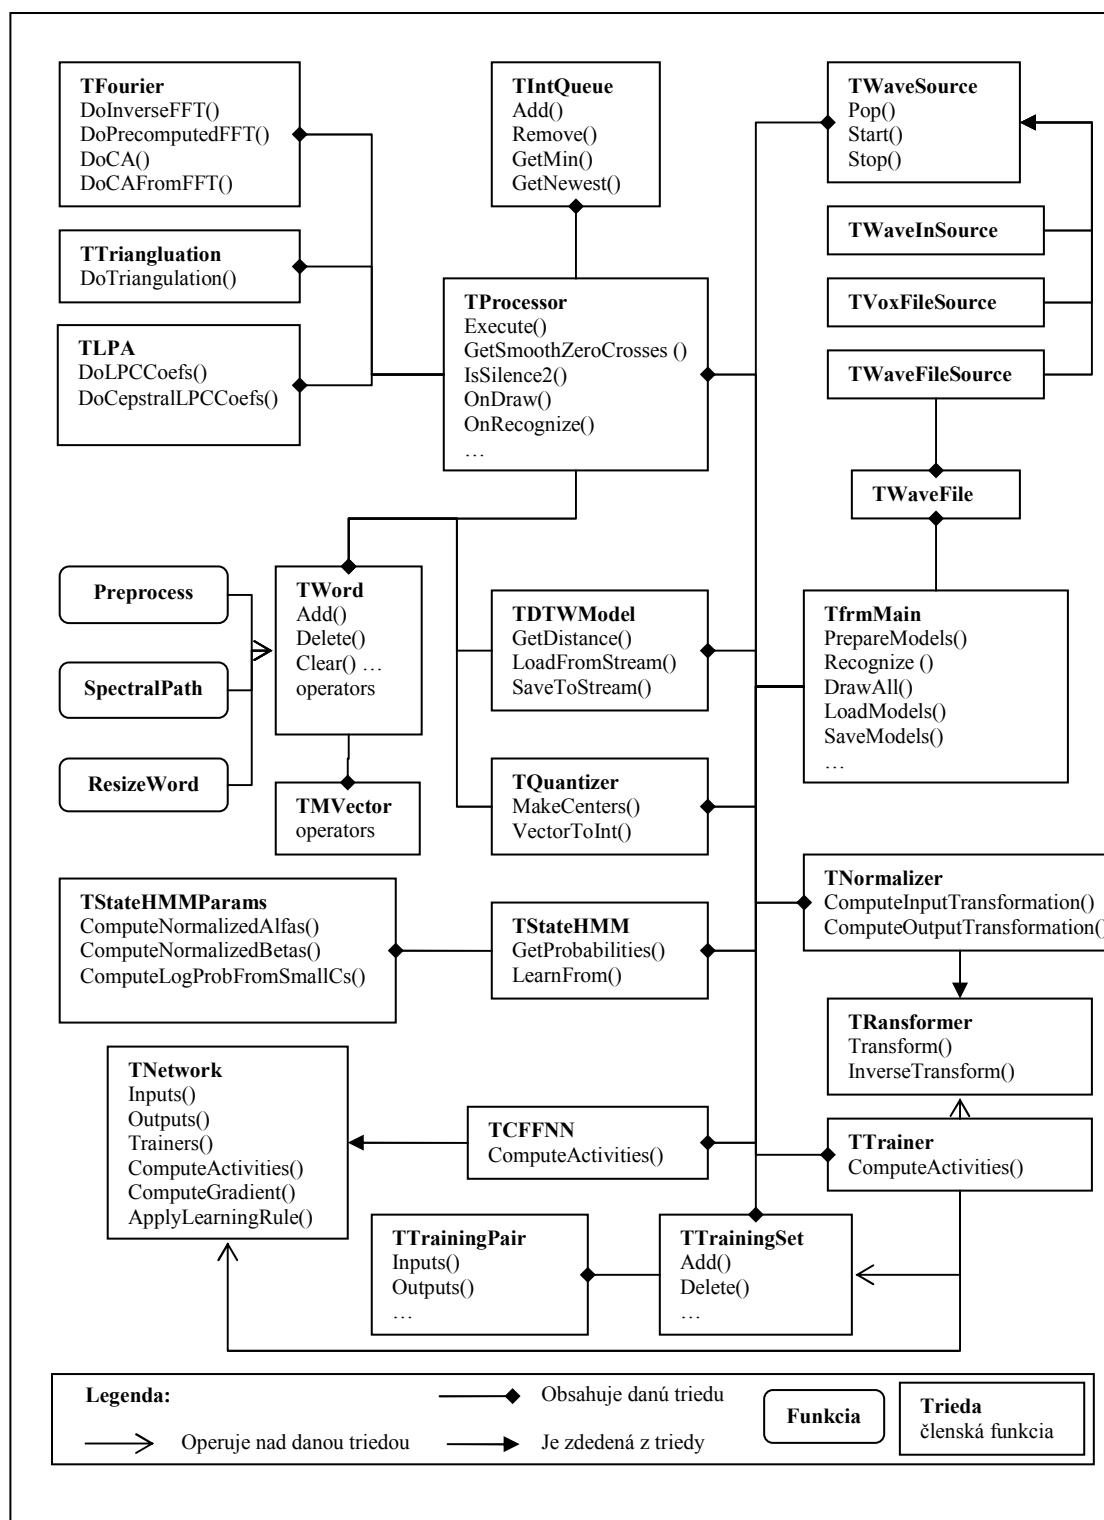 TFourier
DoInverseFFT()
DoPrecomputedFFT()
DoCA()
DoCAFromFFT()
TIntQueue
Add()
Remove()
GetMin()
GetNewest()
TWaveSource
Pop()
Start()
Stop()
TTriangluation
DoTriangulation()
TWaveInSource
TLPA
DoLPCCoefs()
DoCepstralLPCCoefs()
TProcessor
Execute()
GetSmoothZeroCrosses ()
IsSilence2()
OnDraw()
OnRecognize()
…
TVoxFileSource
TWaveFileSource
TWaveFile
Preprocess
SpectralPath
ResizeWord
TWord
Add()
Delete()
Clear() …
operators
TDTWModel
GetDistance()
LoadFromStream()
SaveToStream()
TfrmMain
PrepareModels()
Recognize ()
DrawAll()
LoadModels()
SaveModels()
…
TMVector
operators
TQuantizer
MakeCenters()
VectorToInt()
TStateHMMParams
ComputeNormalizedAlfas()
ComputeNormalizedBetas()
ComputeLogProbFromSmallCs()
TStateHMM
GetProbabilities()
LearnFrom()
TNormalizer
ComputeInputTransformation()
ComputeOutputTransformation()
TRansformer
Transform()
InverseTransform()
TNetwork
Inputs()
Outputs()
Trainers()
ComputeActivities()
ComputeGradient()
ApplyLearningRule()
TCFFNN
ComputeActivities()
TTrainer
ComputeActivities()
TTrainingPair
Inputs()
Outputs()
…
TTrainingSet
Add()
Delete()
…
Legenda:
Obsahuje danú triedu
Operuje nad danou triedou
Je zdedená z triedy
Funkcia
Trieda
členská funkcia